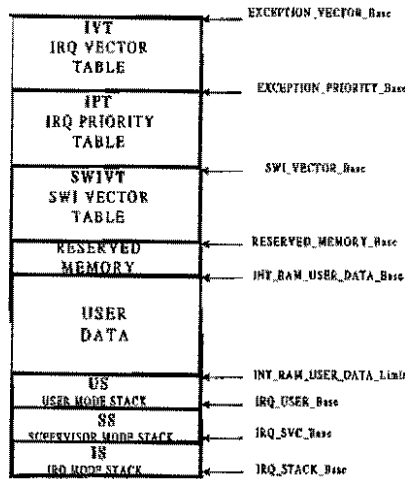 EXCEPTION_VECTOR_Base
IVT
IRQ VECTOR
TABLE
EXCEPTION_PRIORITY_Base
IPT
IRQ PRIORITY
TABLE
SWI_VECTOR_Base
SWIVT
SWI VECTOR
TABLE
RESERVED_MEMORY_Base
RESERVED
MEMORY
INT_RAM_USER_DATA_Base
USER
DATA
INT_RAM_USER_DATA_Limit
US
USER MODE STACK
IRQ_USER_Base
SS
SUPERVISOR MODE STACK
IRQ_SVC_Base
IS
IRQ MODE STACK
IRQ_STACK_Base